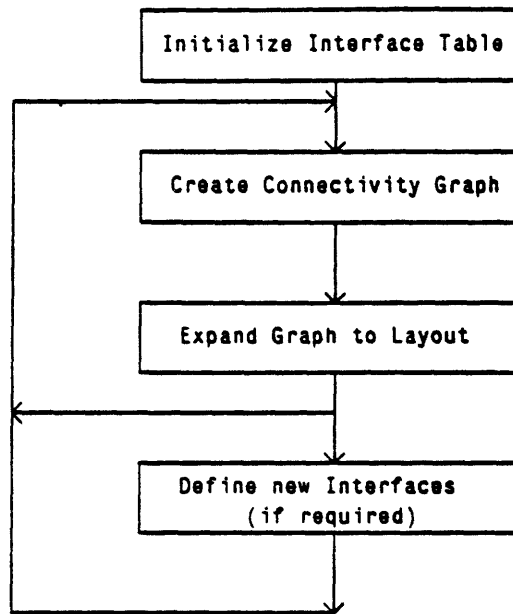 Initialize Interface Table
Create Connectivity Graph
Expand Graph to Layout
Define new Interfaces
(if required)